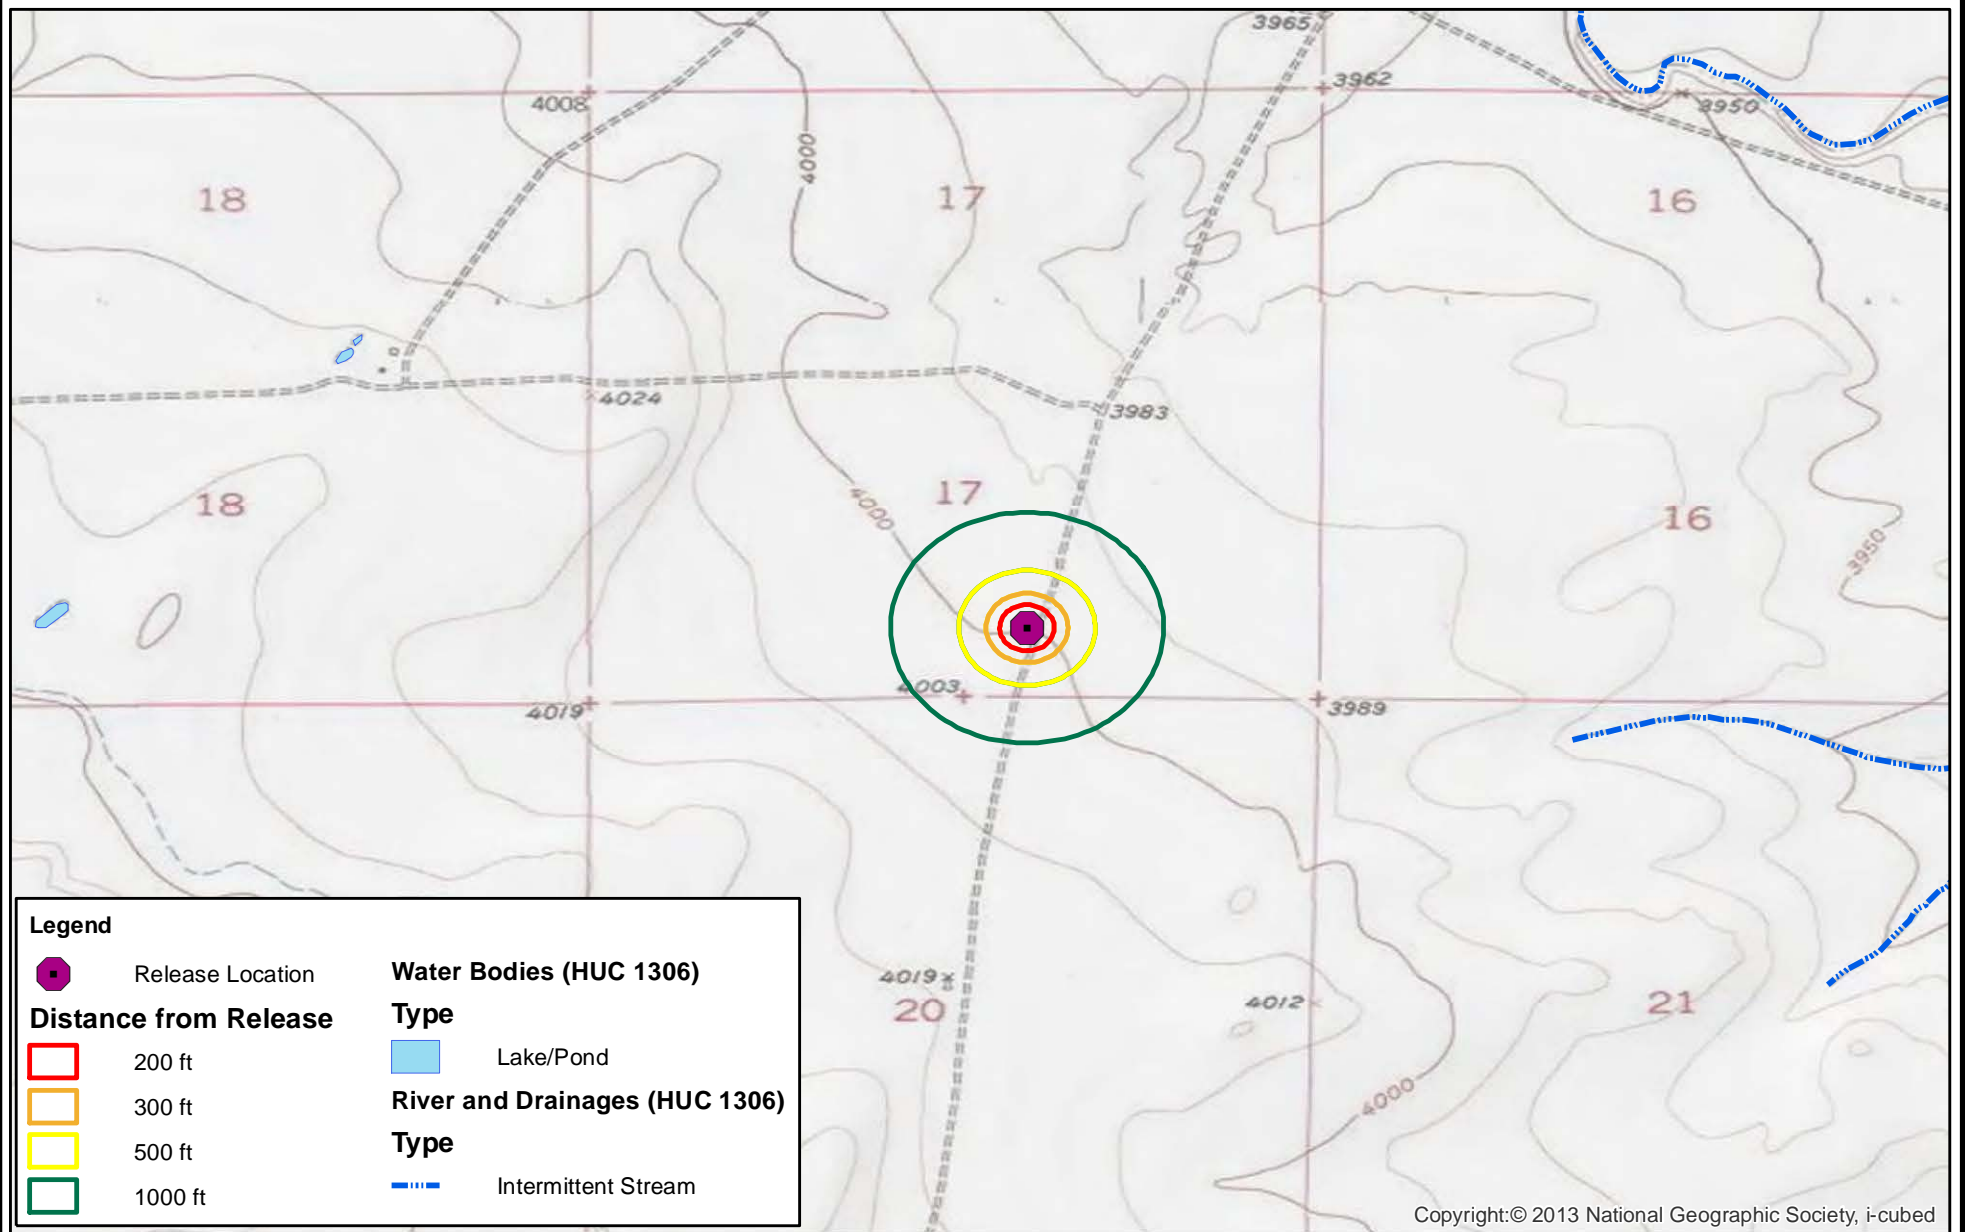 3965
3962
4008
3950
4000
18
17
16
4024
3983
18
17
4000
16
3950
4003
4019
3989
4019
20
4012
21
4000
Legend
Release Location
Distance from Release
200 ft
300 ft
500 ft
1000 ft
Water Bodies (HUC 1306)
Type
Lake/Pond
River and Drainages (HUC 1306)
Type
Intermittent Stream
Copyright:© 2013 National Geographic Society, i-cubed